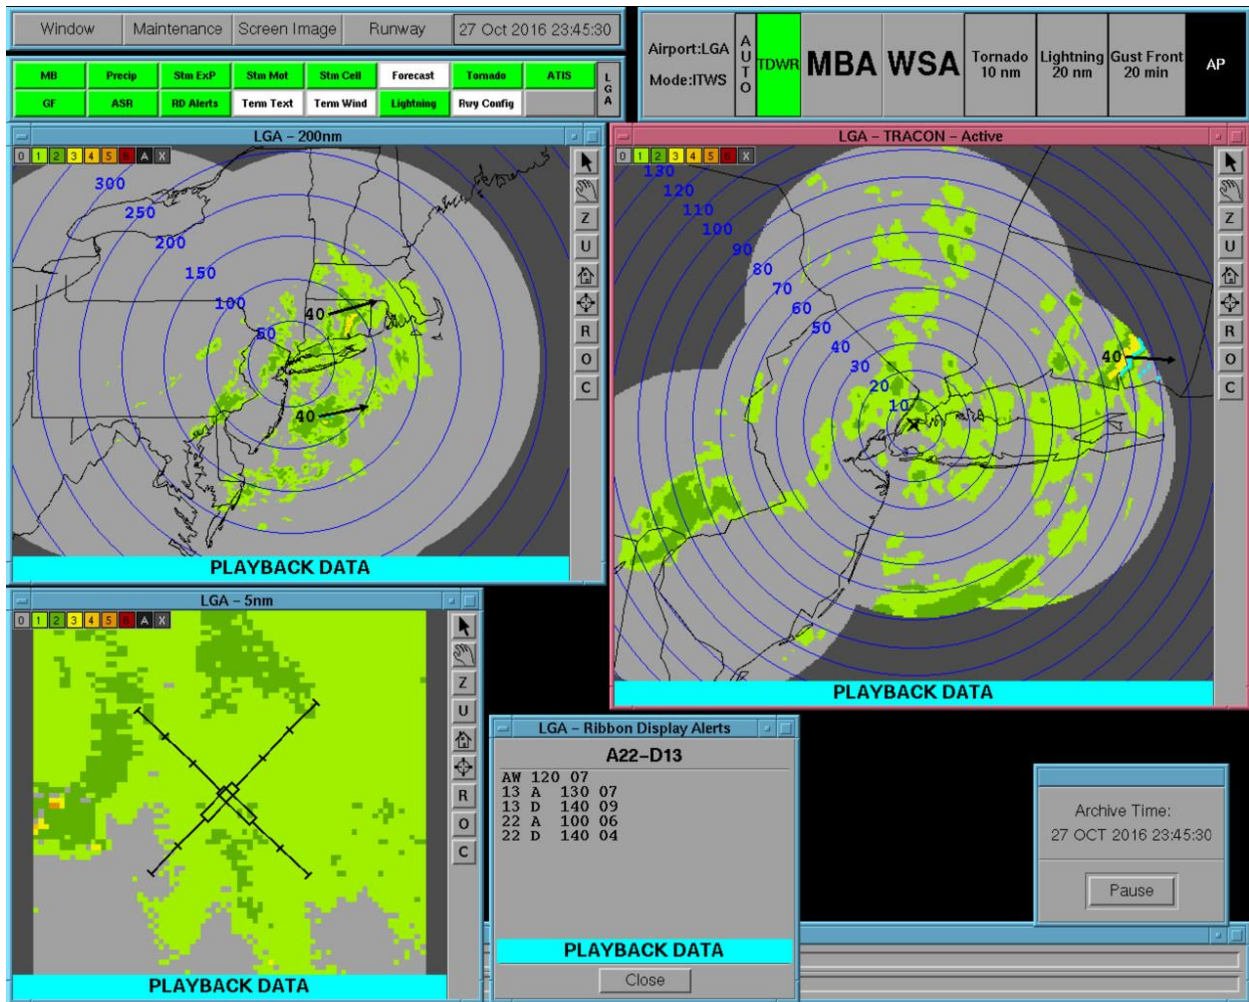 Window Maintenance Screen Image Runway 27 Oct 2016 23:45:30
MB Precip Stm ExP Stm Mot Stm Cell Forecast Tornado ATIS
GF ASR RD Alerts Term Text Term Wind Lightning Rwy Config
LGA
Airport:LGA
Mode:ITWS
AUTO
TDWR
MBA
WSA
Tornado
10 nm
Lightning
20 nm
Gust Front
20 min
AP
LGA – 200nm
0 1 2 3 4 5 6 A X
300
250
200
150
100
50
40
40
Z
U
R
O
C
PLAYBACK DATA
LGA – TRACON – Active
0 1 2 3 4 5 6 X
130
120
110
100
90
80
70
60
50
40
30
20
10
40
Z
U
R
O
C
PLAYBACK DATA
LGA – 5nm
0 1 2 3 4 5 6 A X
Z
U
R
O
C
PLAYBACK DATA
LGA – Ribbon Display Alerts
A22–D13
AW 120 07
13 A 130 07
13 D 140 09
22 A 100 06
22 D 140 04
PLAYBACK DATA
Close
Archive Time:
27 OCT 2016 23:45:30
Pause